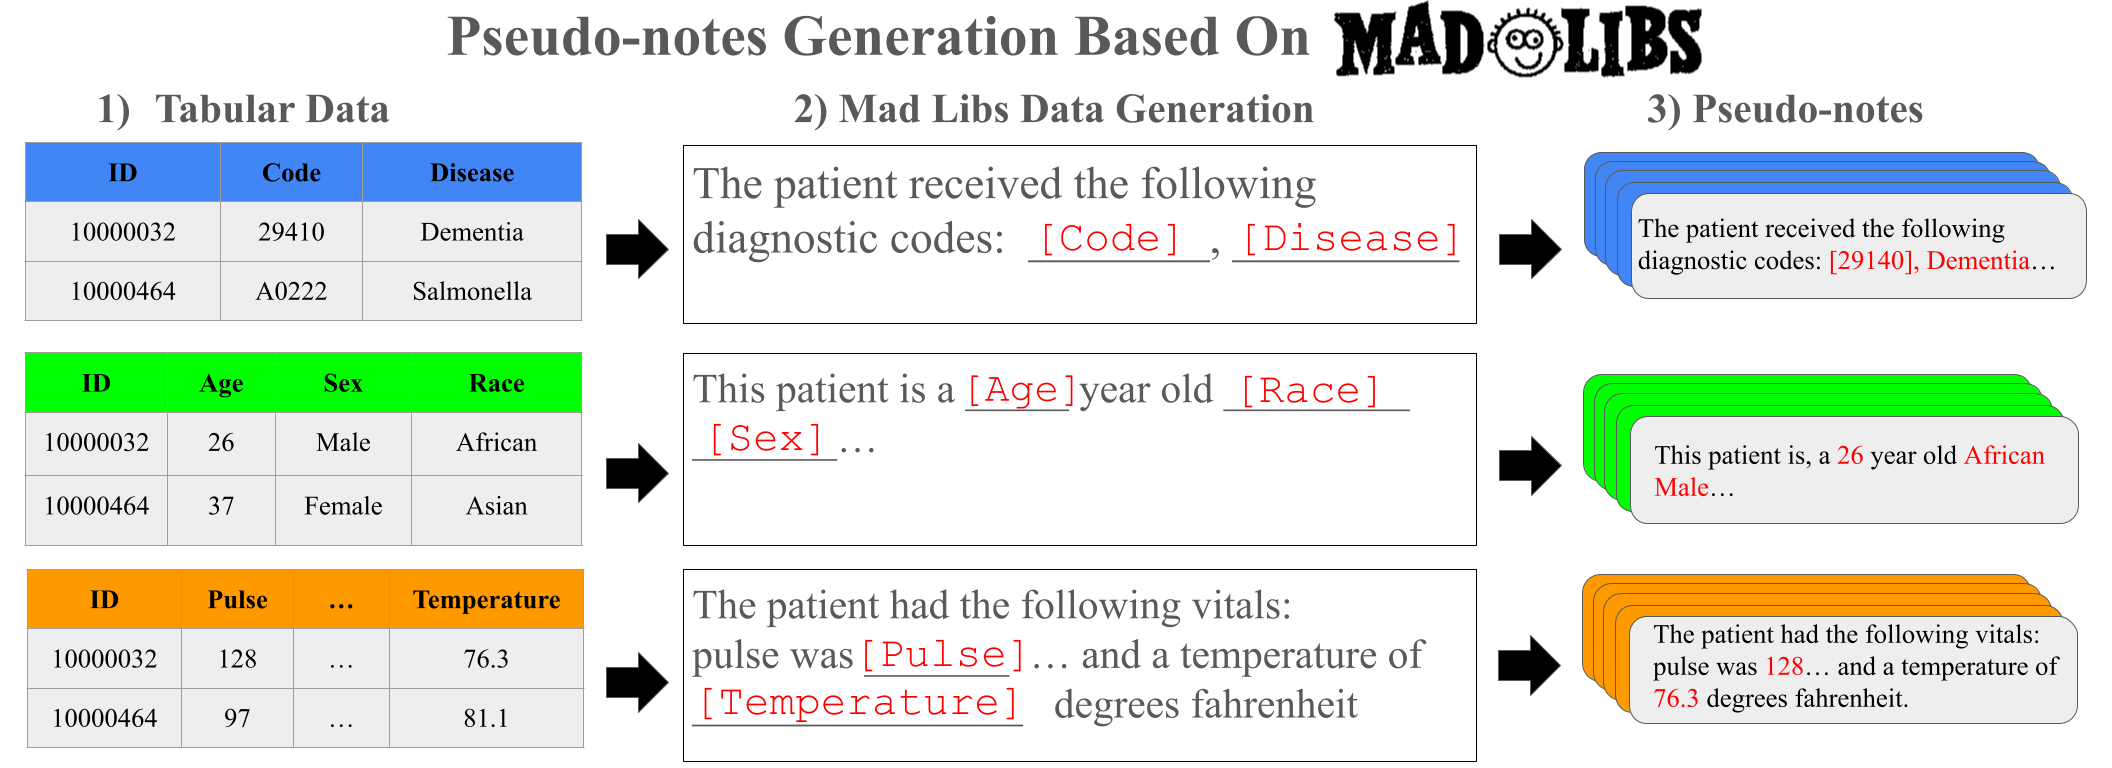 Pseudo-notes Generation Based On MAD LIBS
1) Tabular Data
2) Mad Libs Data Generation
3) Pseudo-notes
ID Code Disease
10000032 29410 Dementia
10000464 A0222 Salmonella
The patient received the following
diagnostic codes: [Code] , [Disease]
The patient received the following
diagnostic codes: [29140], Dementia…
ID Age Sex Race
10000032 26 Male African
10000464 37 Female Asian
This patient is a [Age] year old [Race]
[Sex] …
This patient is, a 26 year old African
Male…
ID Pulse … Temperature
10000032 128 … 76.3
10000464 97 … 81.1
The patient had the following vitals:
pulse was [Pulse] … and a temperature of
[Temperature] degrees fahrenheit
The patient had the following vitals:
pulse was 128… and a temperature of
76.3 degrees fahrenheit.